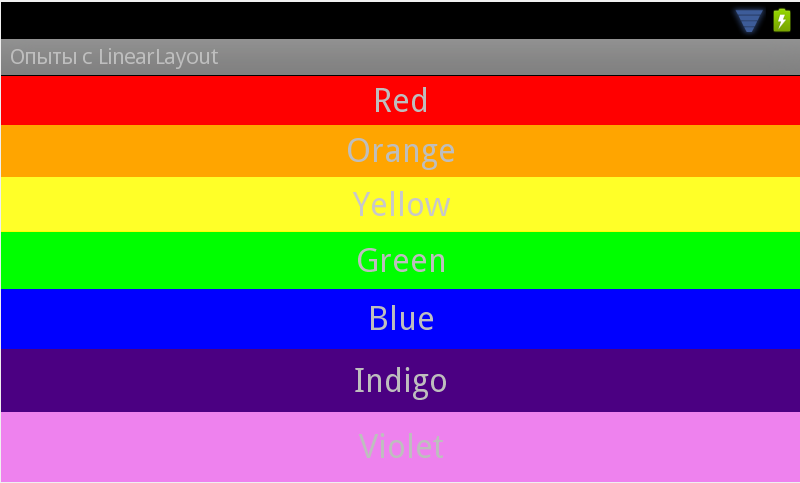 Опыты с LinearLayout
Red
Orange
Yellow
Green
Blue
Indigo
Violet